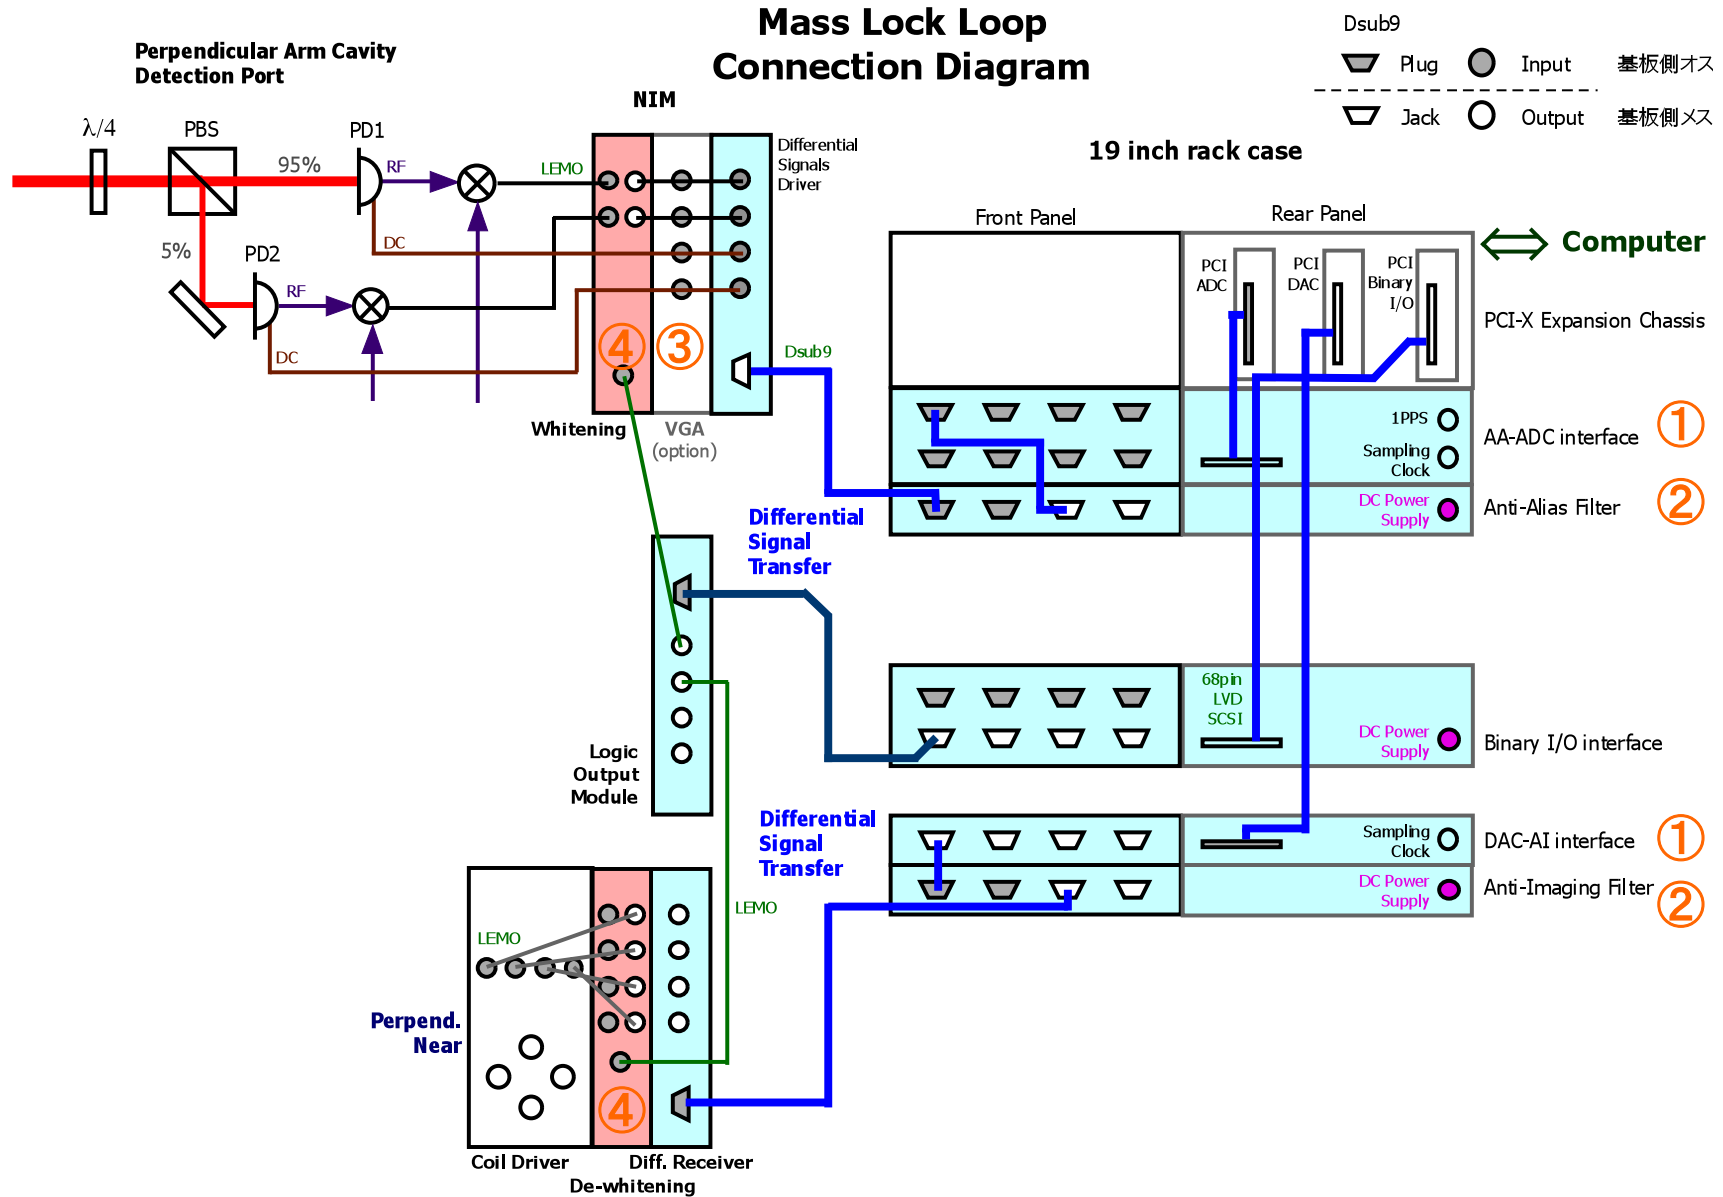 Mass Lock Loop
Connection Diagram
Dsub9
Plug
Input
基板側オス
Jack
Output
基板側メス
Perpendicular Arm Cavity
Detection Port
λ/4
PBS
95%
PD1
RF
DC
5%
PD2
RF
DC
NIM
LEMO
Differential
Signals
Driver
④
③
Dsub9
Whitening
VGA
(option)
19 inch rack case
Front Panel
Rear Panel
Computer
PCI
ADC
PCI
DAC
PCI
Binary
I/O
PCI-X Expansion Chassis
1PPS
Sampling
Clock
AA-ADC interface
①
DC Power
Supply
Anti-Alias Filter
②
Differential
Signal
Transfer
68pin
LVD
SCSI
DC Power
Supply
Binary I/O interface
Logic
Output
Module
Differential
Signal
Transfer
Sampling
Clock
DAC-AI interface
①
DC Power
Supply
Anti-Imaging Filter
②
LEMO
LEMO
Perpend.
Near
④
Coil Driver
Diff. Receiver
De-whitening